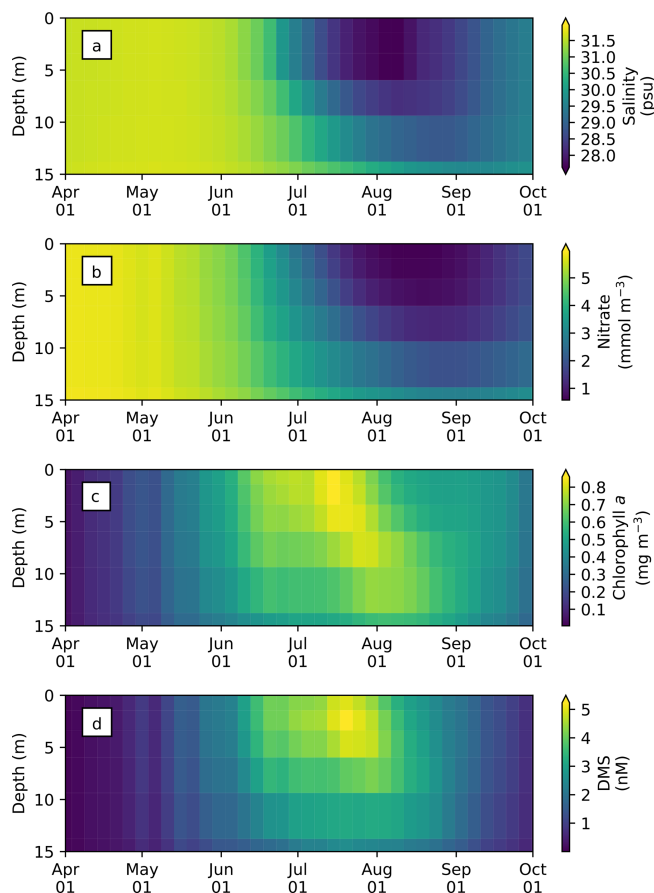 a
0
5
10
15
Depth (m)
Apr 01
May 01
Jun 01
Jul 01
Aug 01
Sep 01
Oct 01
31.5
31.0
30.5
30.0
29.5
29.0
28.5
28.0
Salinity
(psu)
b
0
5
10
15
Depth (m)
Apr 01
May 01
Jun 01
Jul 01
Aug 01
Sep 01
Oct 01
5
4
3
2
1
Nitrate
(mmol m⁻³)
c
0
5
10
15
Depth (m)
Apr 01
May 01
Jun 01
Jul 01
Aug 01
Sep 01
Oct 01
0.8
0.7
0.6
0.5
0.4
0.3
0.2
0.1
Chlorophyll a
(mg m⁻³)
d
0
5
10
15
Depth (m)
Apr 01
May 01
Jun 01
Jul 01
Aug 01
Sep 01
Oct 01
5
4
3
2
1
DMS
(nM)